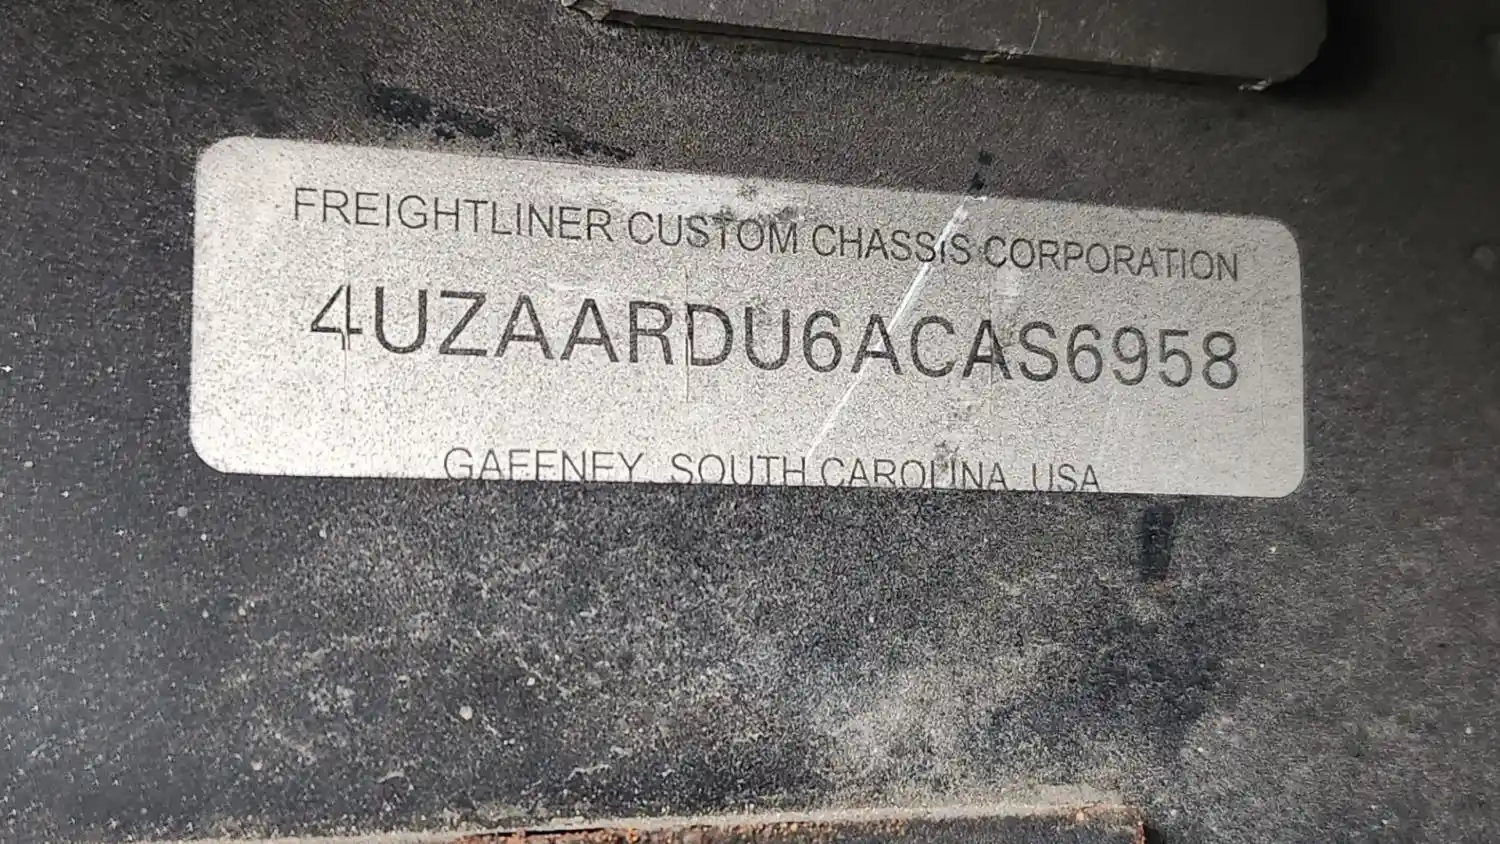 FREIGHTLINER CUSTOM CHASSIS CORPORATION
4UZAARDU6ACAS6958
GAFFNEY, SOUTH CAROLINA, USA